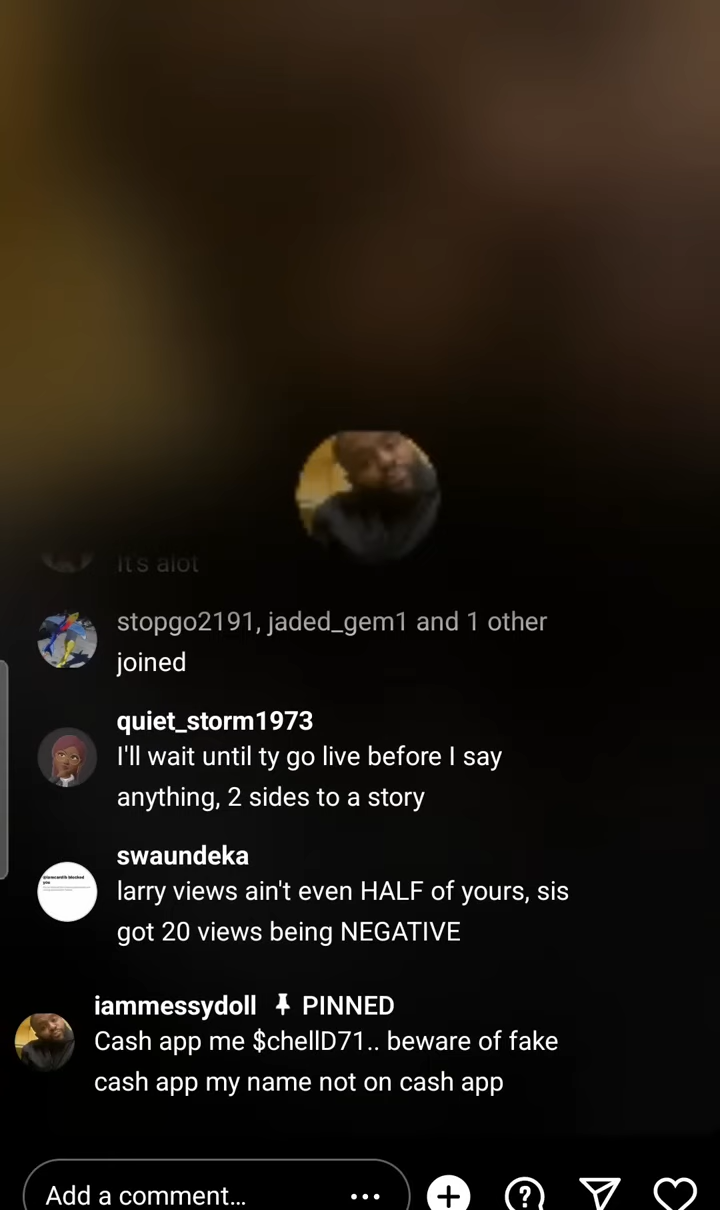 It's alot
stopgo2191, jaded_gem1 and 1 other
joined
quiet_storm1973
I'll wait until ty go live before I say
anything, 2 sides to a story
swaundeka
larry views ain't even HALF of yours, sis
got 20 views being NEGATIVE
iammessydoll PINNED
Cash app me $chellD71.. beware of fake
cash app my name not on cash app
Add a comment...